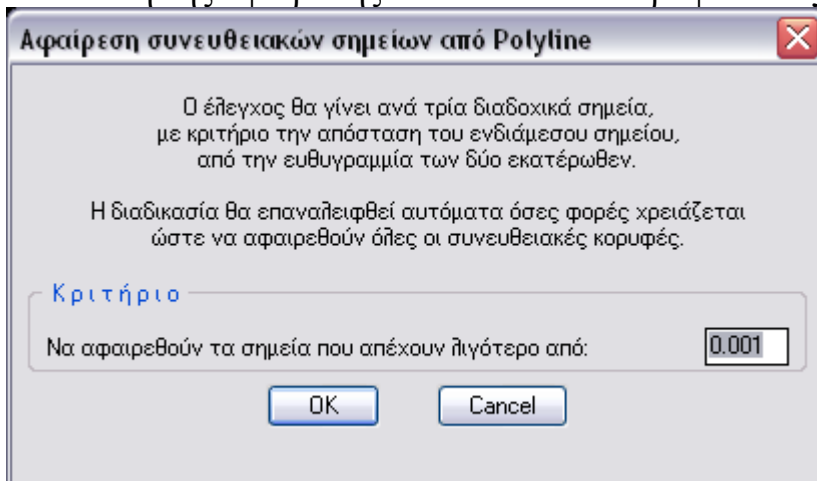 Αφαίρεση συνευθειακών σημείων από Polyline
Ο έλεγχος θα γίνει ανά τρία διαδοχικά σημεία,
με κριτήριο την απόσταση του ενδιάμεσου σημείου,
από την ευθυγραμμία των δύο εκατέρωθεν.
Η διαδικασία θα επαναλειφθεί αυτόματα όσες φορές χρειάζεται
ώστε να αφαιρεθούν όλες οι συνευθειακές κορυφές.
Κριτήριο
Να αφαιρεθούν τα σημεία που απέχουν λιγότερο από: 0.001
OK Cancel